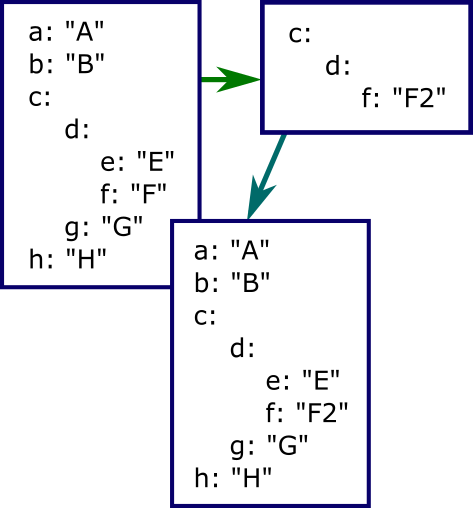 a: "A"
b: "B"
c:
d:
e: "E"
f: "F"
g: "G"
h: "H"
c:
d:
f: "F2"
a: "A"
b: "B"
c:
d:
e: "E"
f: "F2"
g: "G"
h: "H"